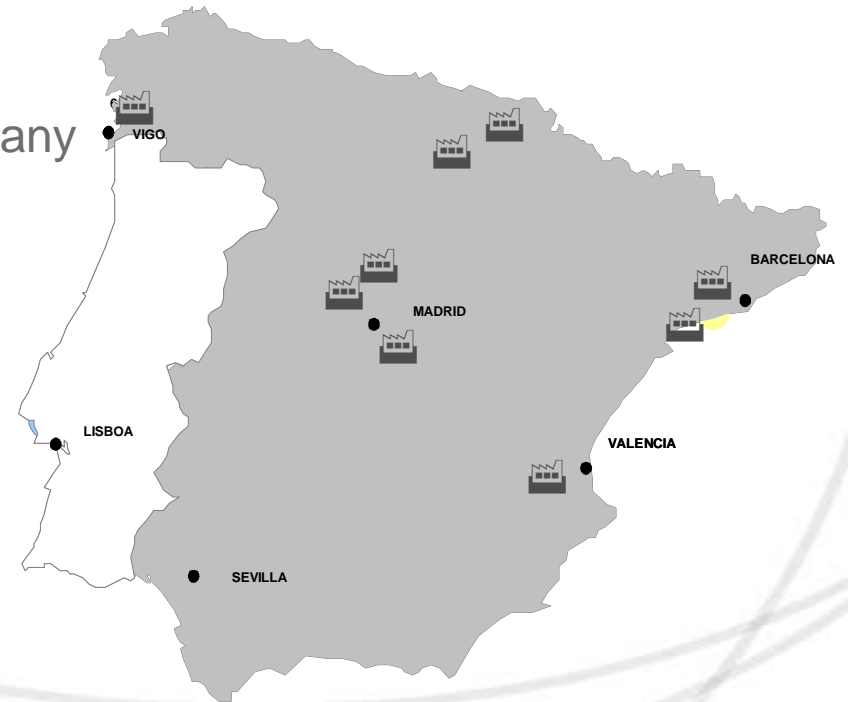 any
VIGO
BARCELONA
MADRID
LISBOA
VALENCIA
SEVILLA